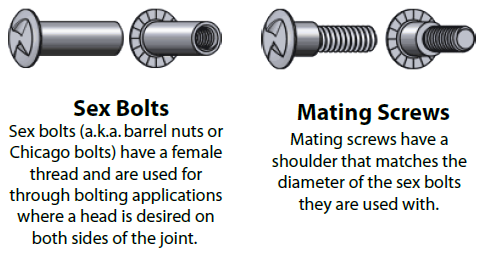 Sex Bolts
Sex bolts (a.k.a. barrel nuts or
Chicago bolts) have a female
thread and are used for
through bolting applications
where a head is desired on
both sides of the joint.
Mating Screws
Mating screws have a
shoulder that matches the
diameter of the sex bolts
they are used with.